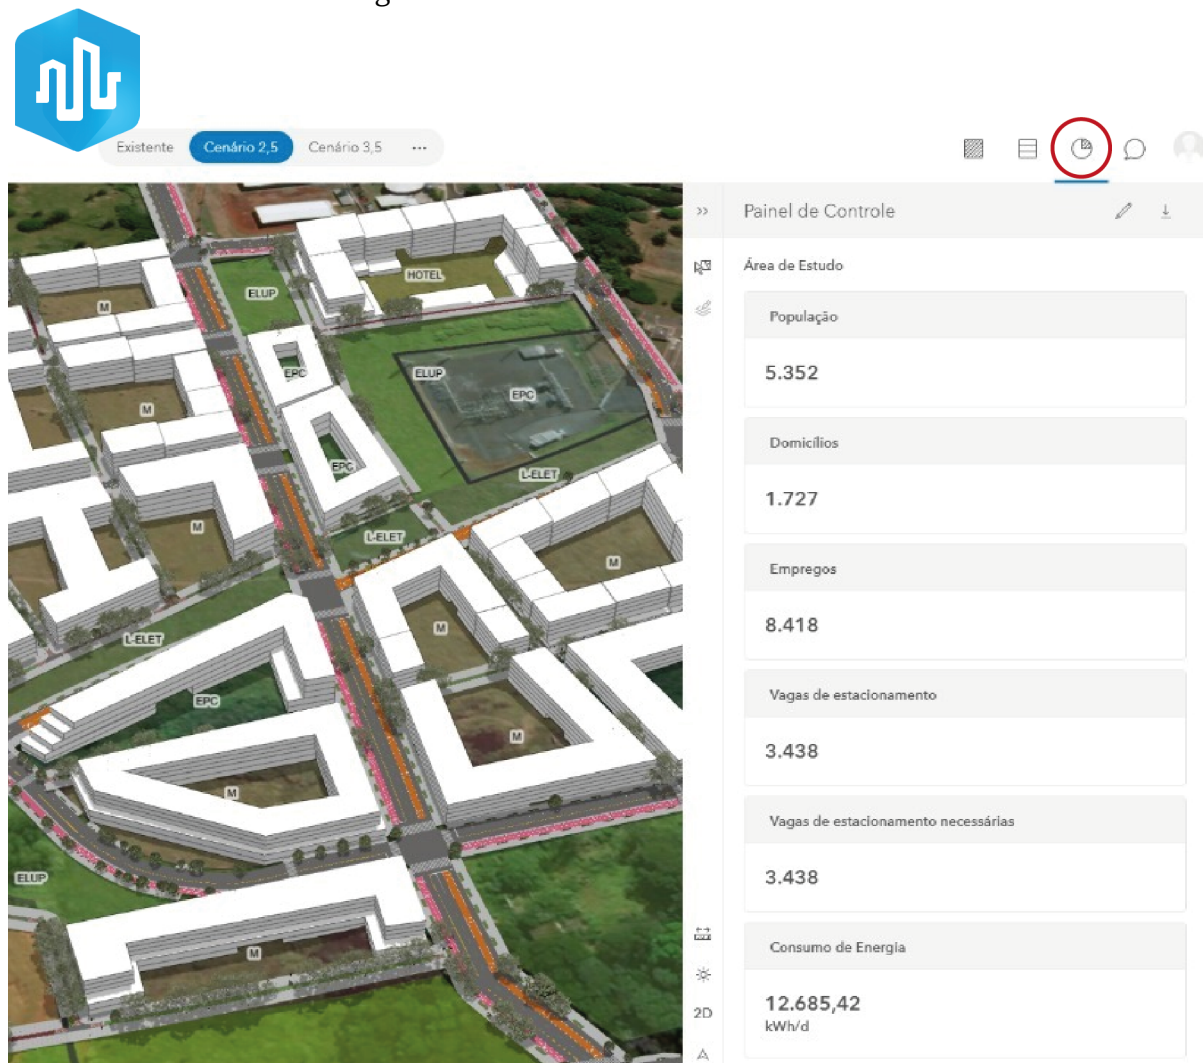 Existente
Cenário 2,5
Cenário 3,5
...
Painel de Controle
Área de Estudo
População
5.352
Domicílios
1.727
Empregos
8.418
Vagas de estacionamento
3.438
Vagas de estacionamento necessárias
3.438
Consumo de Energia
12.685,42
kWh/d
2D
HOTEL
ELUP
M
EPC
ELUP
EPC
M
EPC
L-ELET
M
L-ELET
M
L-ELET
M
EPC
M
M
ELUP
M